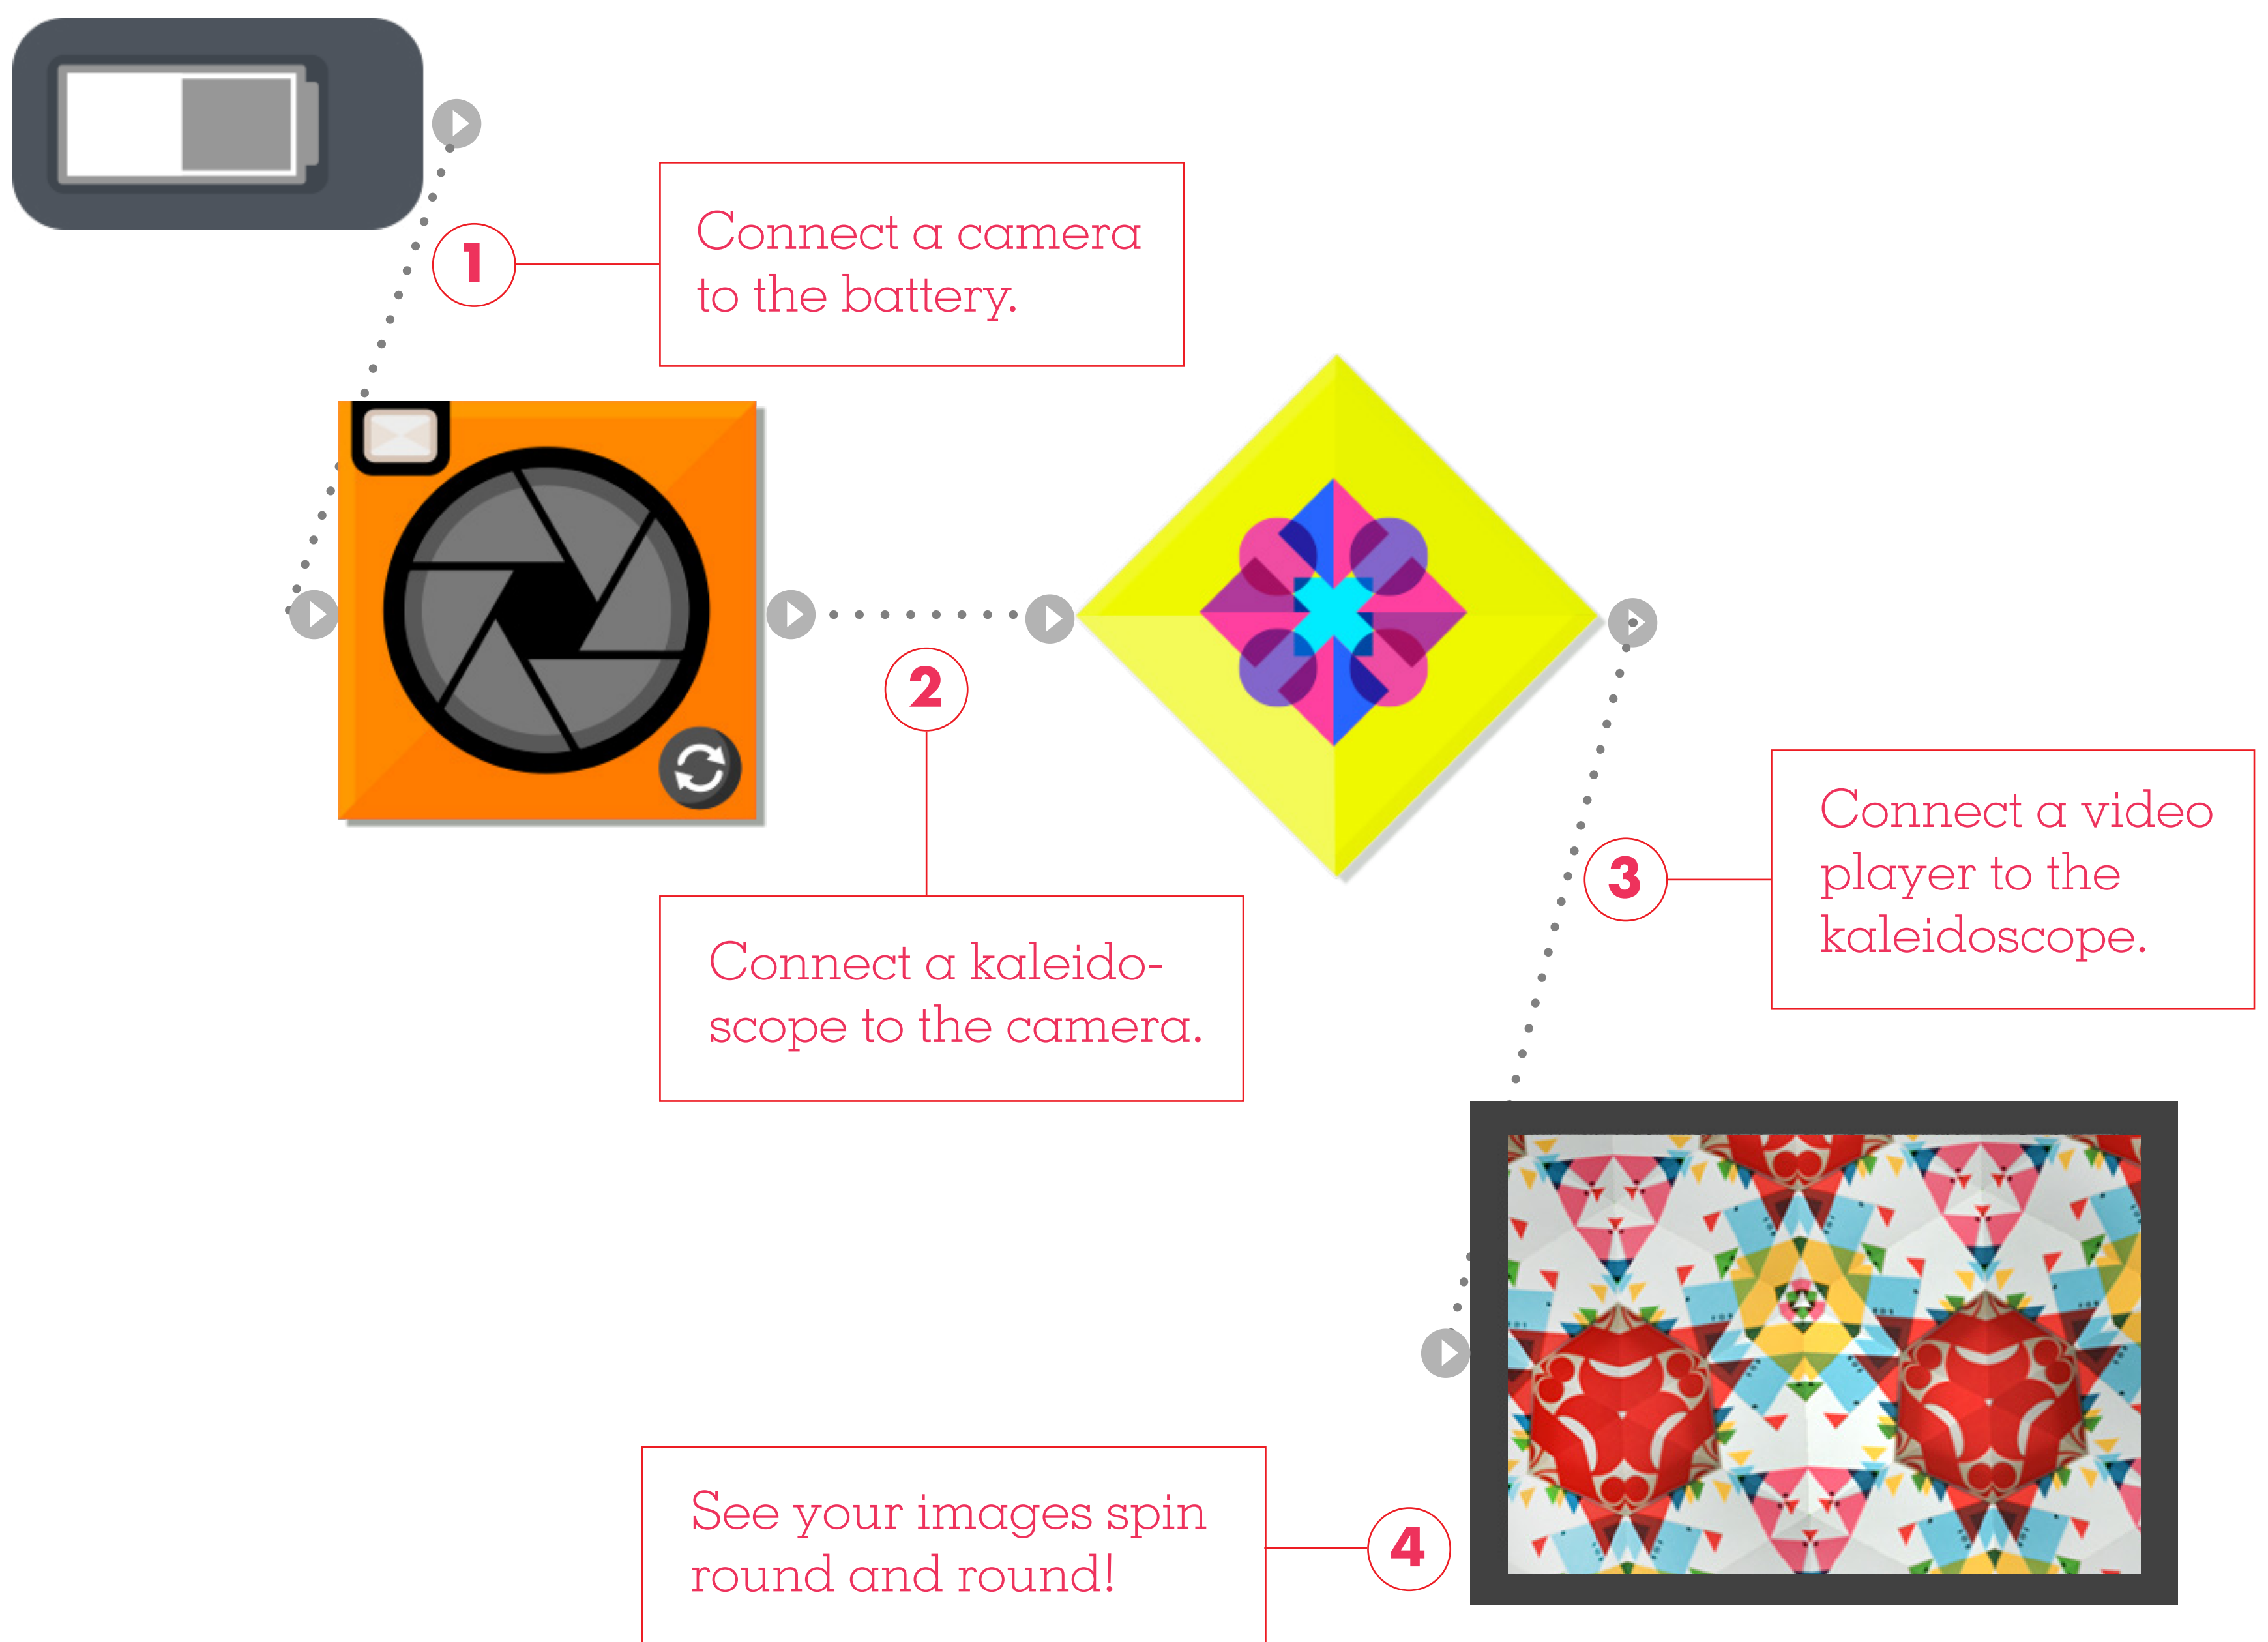 1
Connect a camera
to the battery.
2
Connect a kaleido-
scope to the camera.
3
Connect a video
player to the
kaleidoscope.
4
See your images spin
round and round!